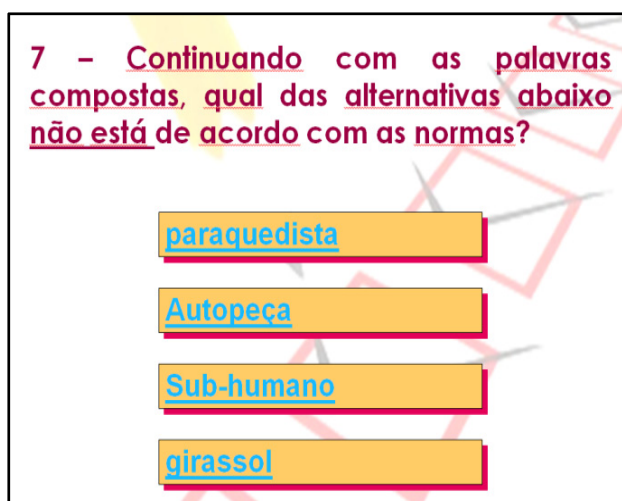 7 – Continuando com as palavras
compostas, qual das alternativas abaixo
não está de acordo com as normas?
paraquedista
Autopeça
Sub-humano
girassol